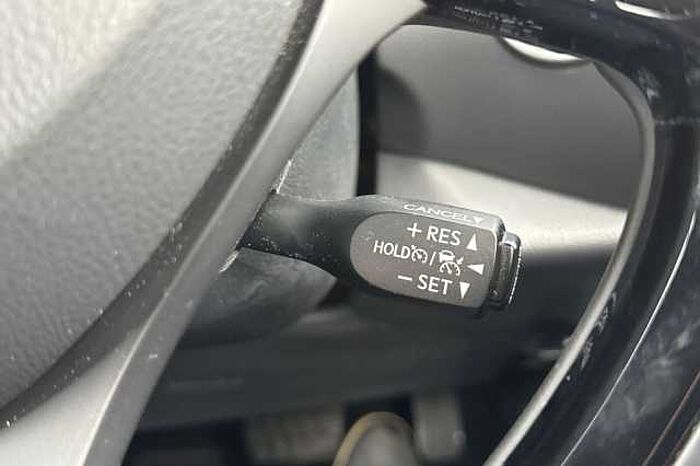 CANCEL
+ RES
HOLD /
– SET